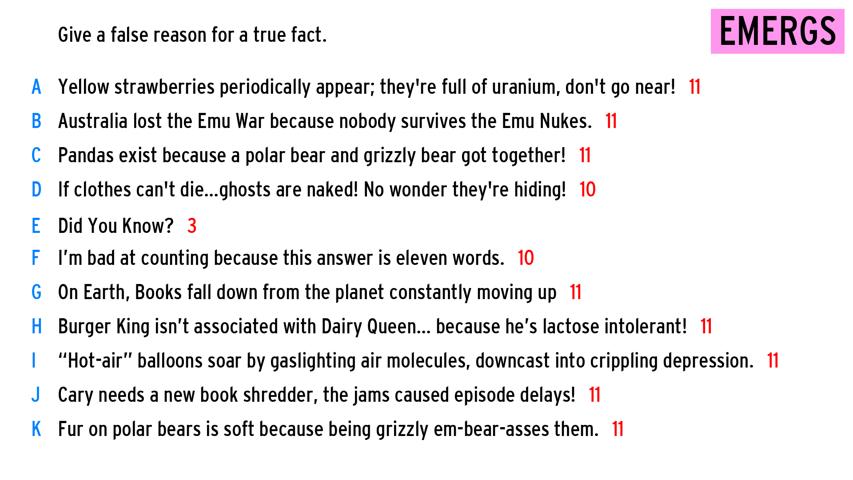 Give a false reason for a true fact.
EMERGS
A Yellow strawberries periodically appear; they're full of uranium, don't go near! 11
B Australia lost the Emu War because nobody survives the Emu Nukes. 11
C Pandas exist because a polar bear and grizzly bear got together! 11
D If clothes can't die...ghosts are naked! No wonder they're hiding! 10
E Did You Know? 3
F I’m bad at counting because this answer is eleven words. 10
G On Earth, Books fall down from the planet constantly moving up 11
H Burger King isn’t associated with Dairy Queen... because he’s lactose intolerant! 11
I “Hot-air” balloons soar by gaslighting air molecules, downcast into crippling depression. 11
J Cary needs a new book shredder, the jams caused episode delays! 11
K Fur on polar bears is soft because being grizzly em-bear-asses them. 11